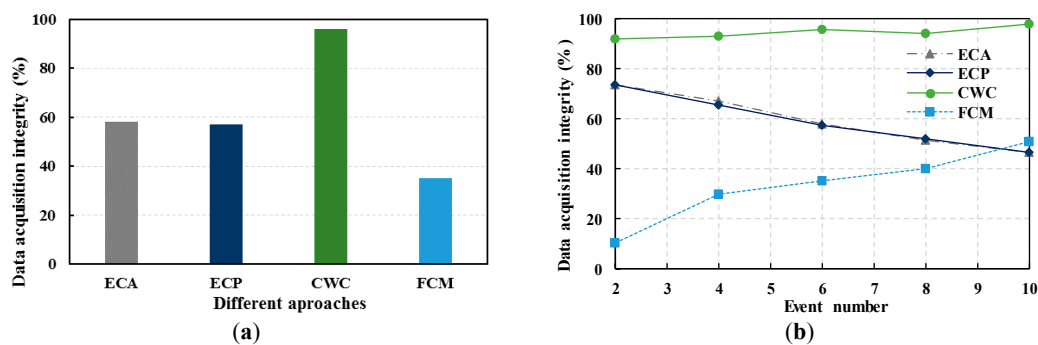 Data acquisition integrity (%)
100
80
60
40
20
0
ECA ECP CWC FCM
Different aproaches
(a)
Data acquisition integrity (%)
100
80
60
40
20
0
ECA
ECP
CWC
FCM
2 3 4 5 6 7 8 9 10
Event number
(b)